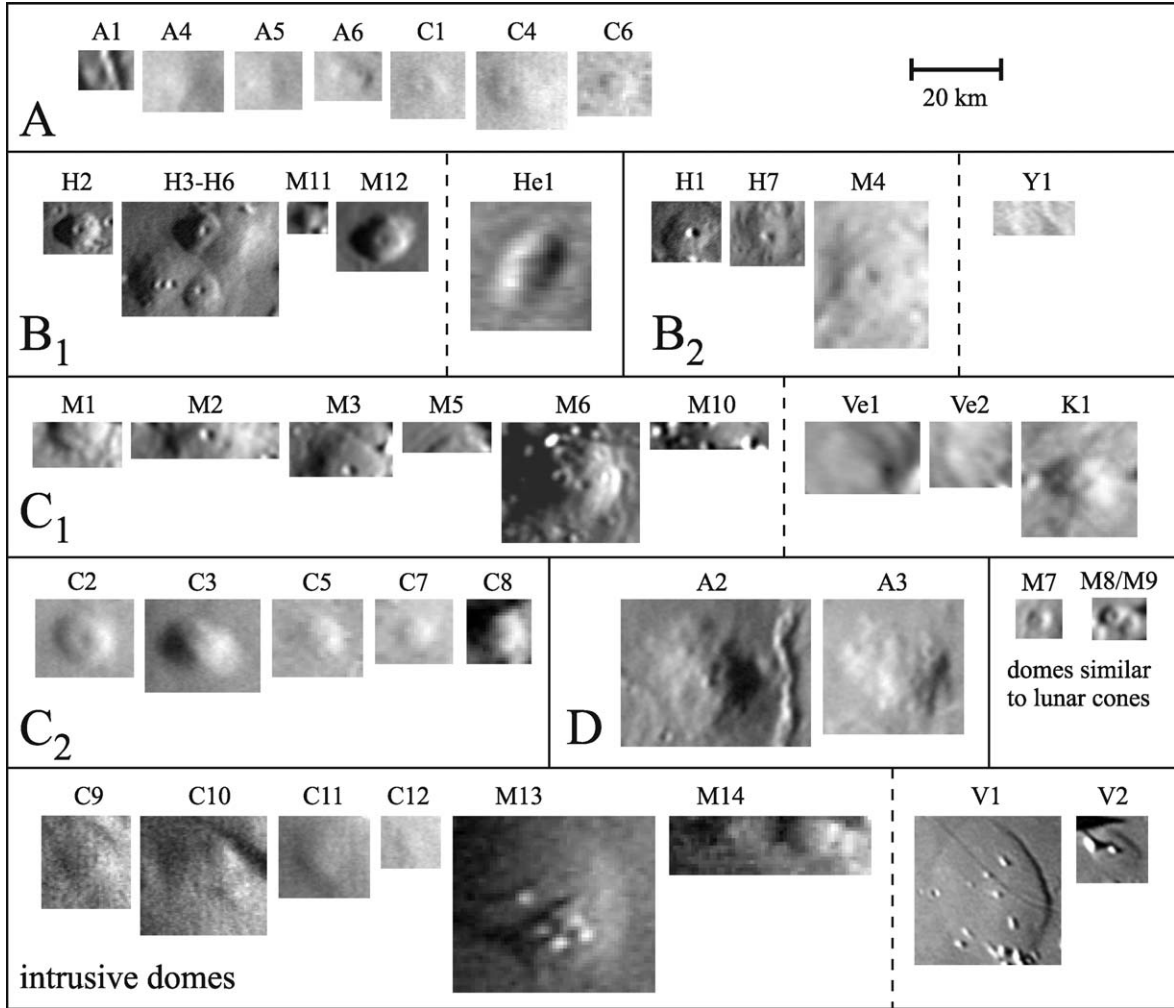 A1 A4 A5 A6 C1 C4 C6
20 km
A
H2 H3-H6 M11 M12 He1 H1 H7 M4 Y1
B₁ B₂
M1 M2 M3 M5 M6 M10 Ve1 Ve2 K1
C₁
C2 C3 C5 C7 C8 A2 A3 M7 M8/M9
domes similar
to lunar cones
C₂ D
C9 C10 C11 C12 M13 M14 V1 V2
intrusive domes